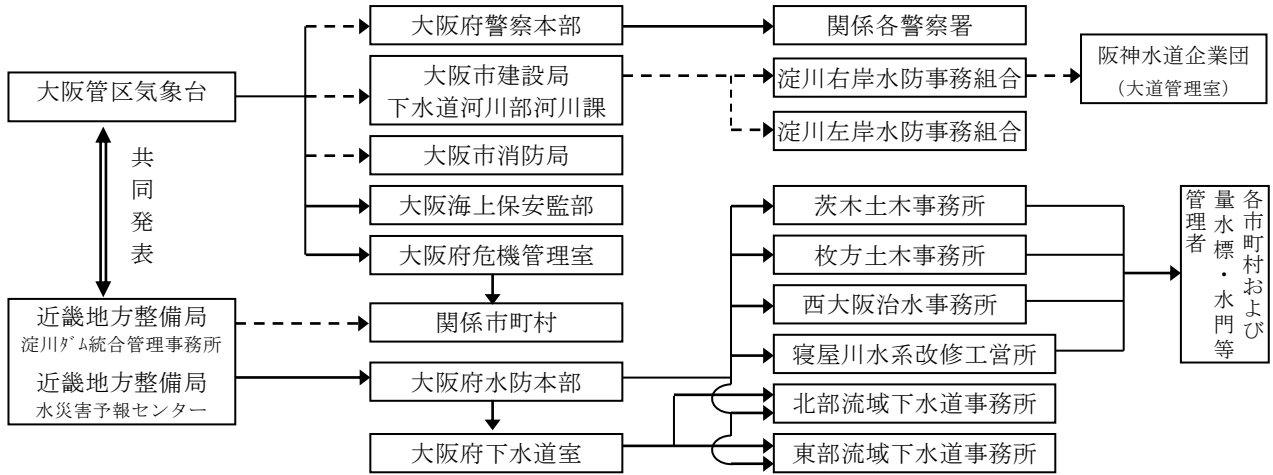 大阪府警察本部
関係各警察署
大阪管区気象台
大阪市建設局
下水道河川部河川課
淀川右岸水防事務組合
阪神水道企業団
（大道管理室）
淀川左岸水防事務組合
大阪市消防局
共同発表
大阪海上保安監部
茨木土木事務所
各市町村および
量水標・水門等
管理者
大阪府危機管理室
枚方土木事務所
近畿地方整備局
淀川ﾀﾞﾑ統合管理事務所
近畿地方整備局
水災害予報センター
関係市町村
西大阪治水事務所
寝屋川水系改修工営所
大阪府水防本部
北部流域下水道事務所
大阪府下水道室
東部流域下水道事務所